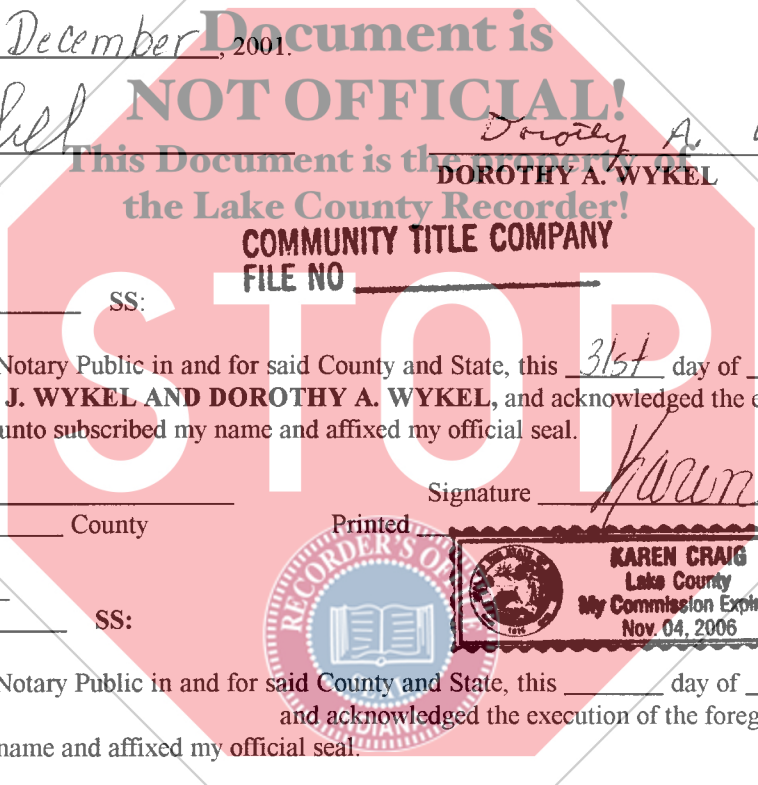 December, 2001.
Document is
NOT OFFICIAL!
This Document is the property of
the Lake County Recorder!
Dorothy A.
DOROTHY A. WYKEL
COMMUNITY TITLE COMPANY
FILE NO
STOP
SS:
Notary Public in and for said County and State, this 31st day of
J. WYKEL AND DOROTHY A. WYKEL, and acknowledged the e
unto subscribed my name and affixed my official seal.
Signature Karen
County Printed
RECORDER'S OFFICE
KAREN CRAIG
Lake County
My Commission Expir
Nov. 04, 2006
SS:
Notary Public in and for said County and State, this day of
and acknowledged the execution of the foreg
name and affixed my official seal.